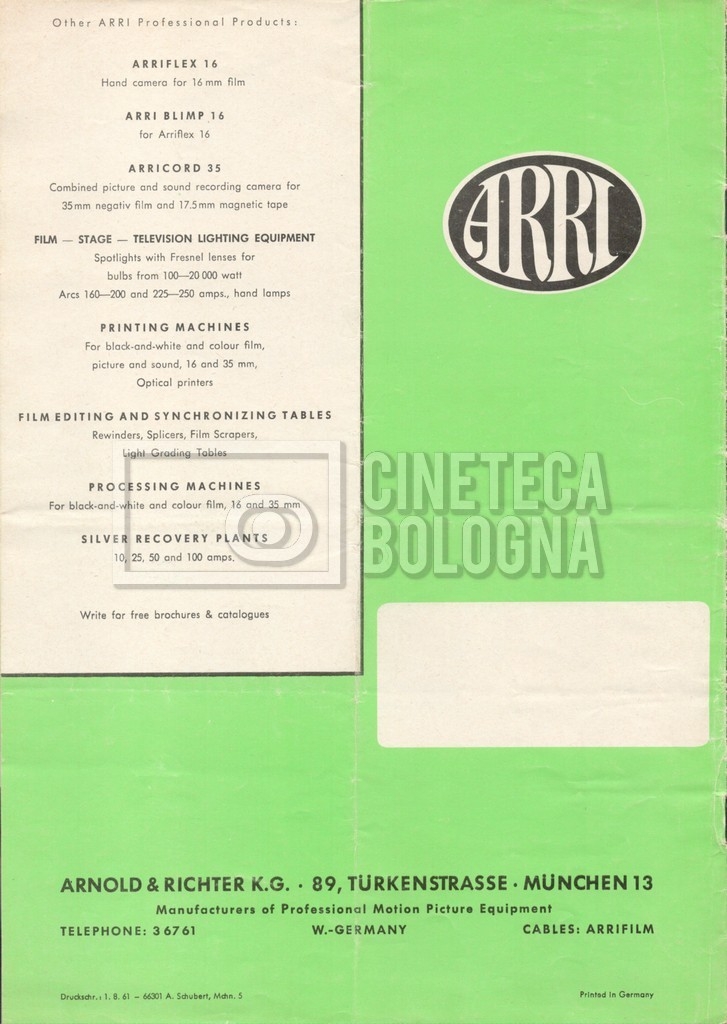 Other ARRI Professional Products:
ARRIFLEX 16
Hand camera for 16 mm film
ARRI BLIMP 16
for Arriflex 16
ARRICORD 35
Combined picture and sound recording camera for
35 mm negativ film and 17.5 mm magnetic tape
FILM — STAGE — TELEVISION LIGHTING EQUIPMENT
Spotlights with Fresnel lenses for
bulbs from 100—20 000 watt
Arcs 160—200 and 225—250 amps., hand lamps
PRINTING MACHINES
For black-and-white and colour film,
picture and sound, 16 and 35 mm,
Optical printers
FILM EDITING AND SYNCHRONIZING TABLES
Rewinders, Splicers, Film Scrapers,
Light Grading Tables
PROCESSING MACHINES
For black-and-white and colour film, 16 and 35 mm
SILVER RECOVERY PLANTS
10, 25, 50 and 100 amps.
Write for free brochures & catalogues
ARRI
CINETECA
BOLOGNA
ARNOLD & RICHTER K.G. · 89, TÜRKENSTRASSE · MÜNCHEN 13
Manufacturers of Professional Motion Picture Equipment
TELEPHONE: 3 67 61 W.-GERMANY CABLES: ARRIFILM
Druckschr.: 1. 8. 61 – 66301 A. Schubert, Mchn. 5 Printed in Germany